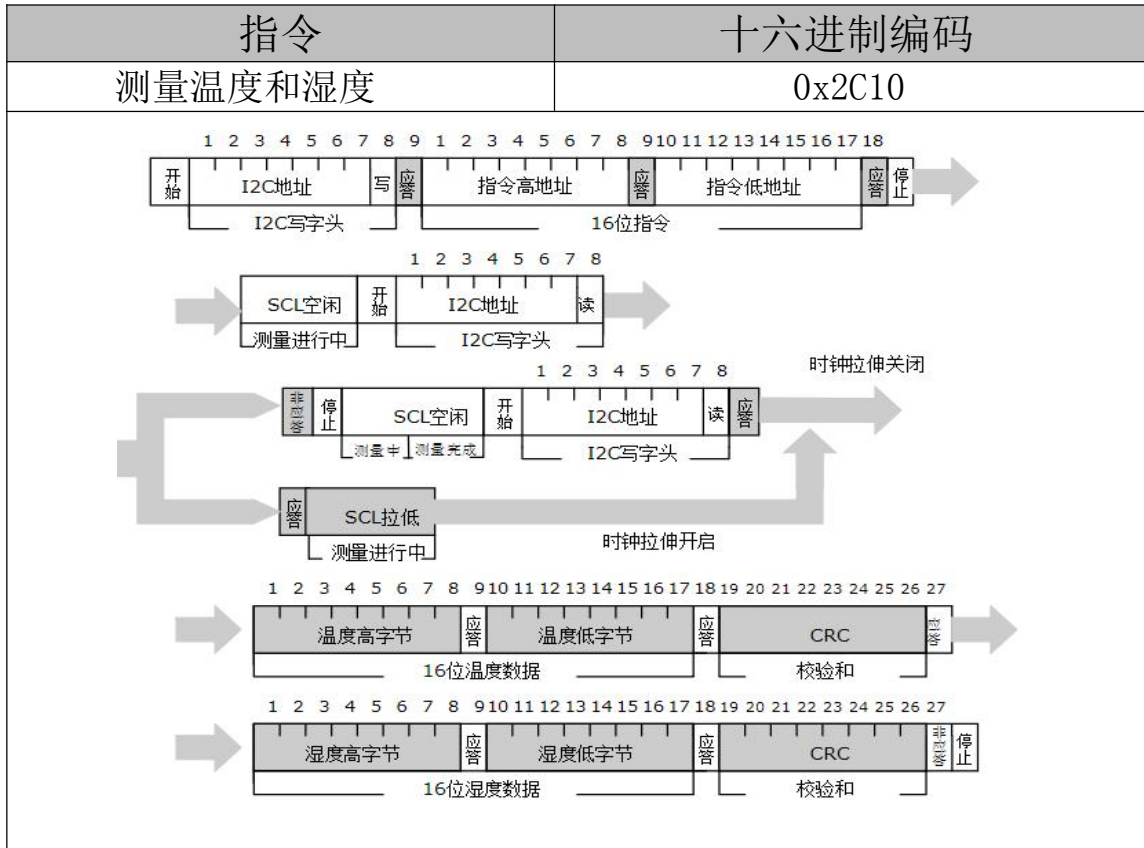 指令 十六进制编码
测量温度和湿度 0x2C10
1 2 3 4 5 6 7 8 9 1 2 3 4 5 6 7 8 9 10 11 12 13 14 15 16 17 18
开始 I2C地址 写 应答 指令高地址 应答 指令低地址 应答 停止
I2C写字头 16位指令
1 2 3 4 5 6 7 8
SCL空闲 开始 I2C地址 读
测量进行中 I2C写字头
时钟拉伸关闭
1 2 3 4 5 6 7 8
非应答 停止 SCL空闲 开始 I2C地址 读 应答
测量中 测量完成 I2C写字头
应答 SCL拉低
测量进行中 时钟拉伸开启
1 2 3 4 5 6 7 8 9 10 11 12 13 14 15 16 17 18 19 20 21 22 23 24 25 26 27
温度高字节 应答 温度低字节 应答 CRC
16位温度数据 校验和
1 2 3 4 5 6 7 8 9 10 11 12 13 14 15 16 17 18 19 20 21 22 23 24 25 26 27
湿度高字节 应答 湿度低字节 应答 CRC 非应答 停止
16位湿度数据 校验和